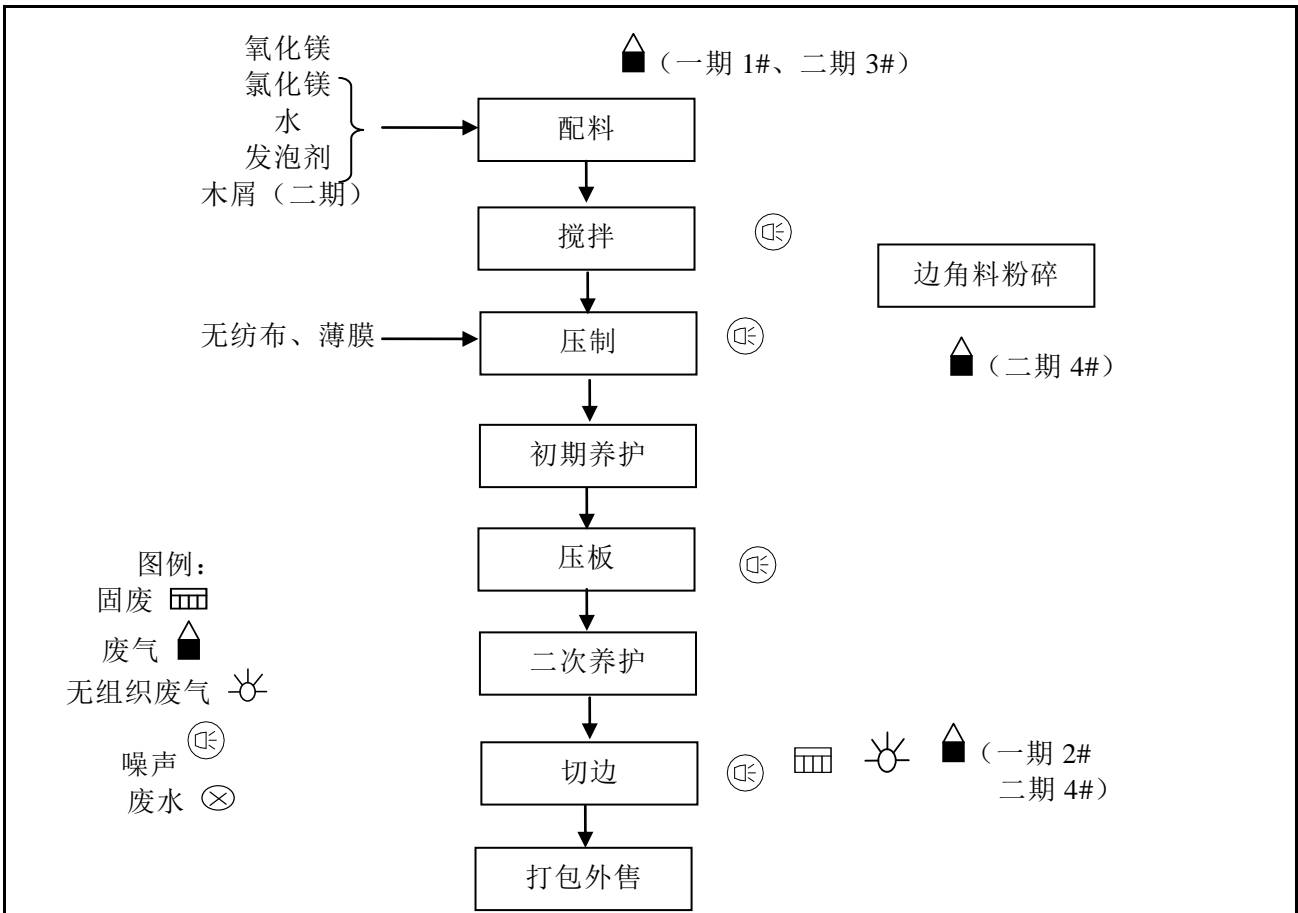 氧化镁
氯化镁
水
发泡剂
木屑（二期）
（一期 1#、二期 3#）
配料
搅拌
边角料粉碎
无纺布、薄膜
压制
（二期 4#）
初期养护
压板
二次养护
切边
（一期 2#
二期 4#）
打包外售
图例：
固废
废气
无组织废气
噪声
废水